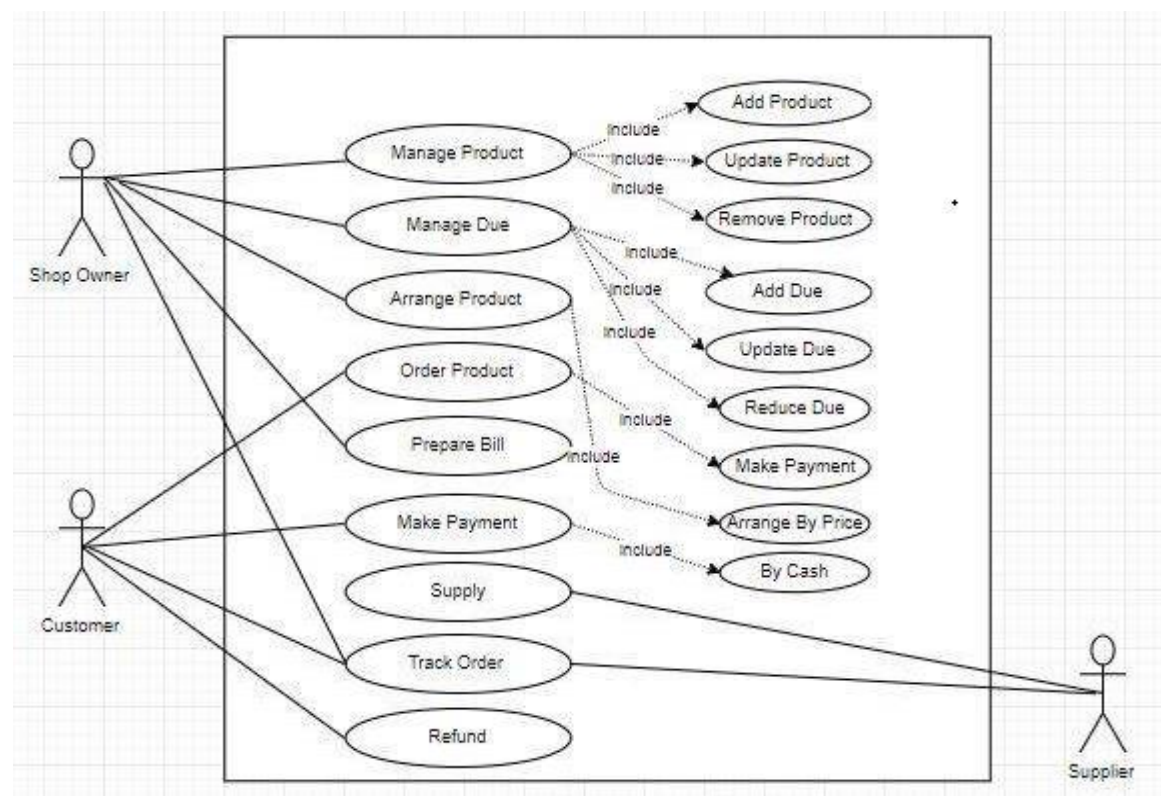 Add Product
Include
Manage Product
Include
Update Product
Include
Remove Product
Manage Due
Include
Shop Owner
Include
Add Due
Arrange Product
Include
Update Due
Order Product
Reduce Due
Include
Prepare Bill
Include
Make Payment
Make Payment
Arrange By Price
Include
By Cash
Supply
Customer
Track Order
Refund
Supplier